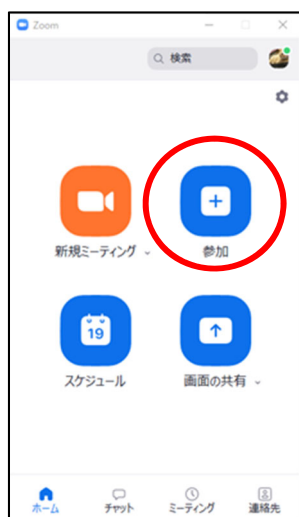 Zoom
検索
新規ミーティング
参加
19
スケジュール
画面の共有
ホーム
チャット
ミーティング
連絡先